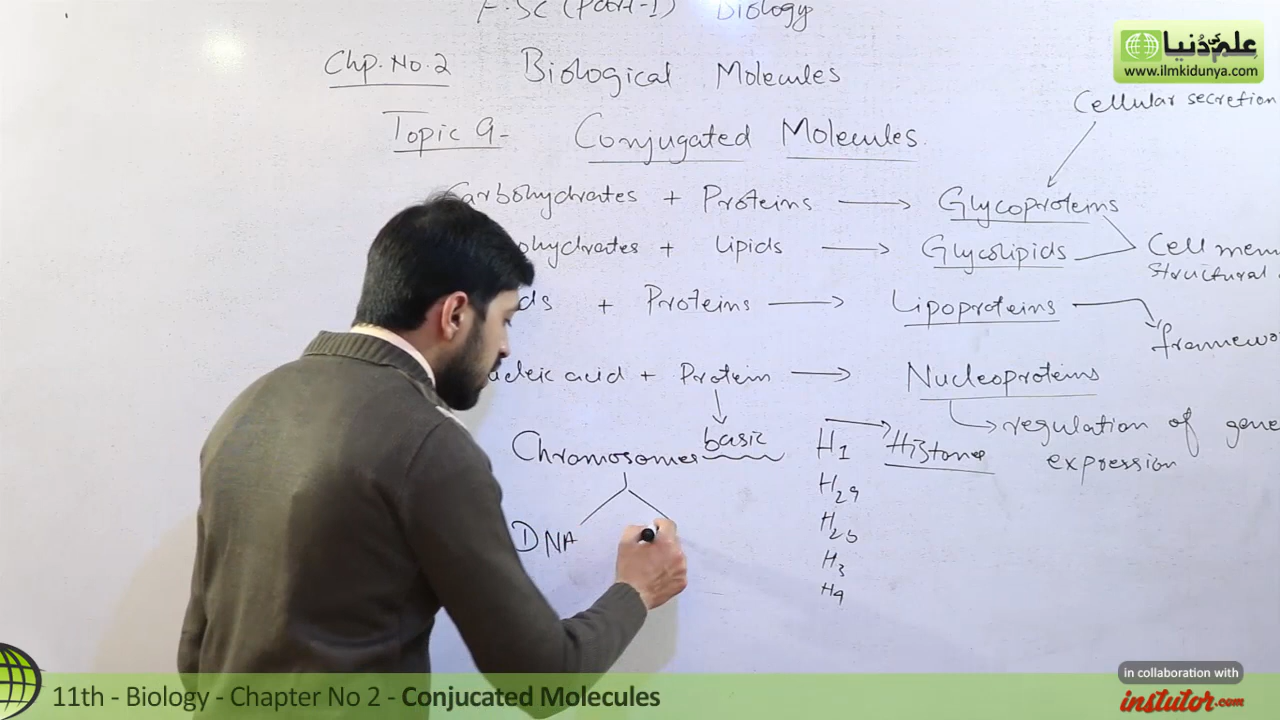 F.Sc (Part-I) Biology
علم کی دنیا
www.ilmkidunya.com
Chp. No 2 Biological Molecules
Cellular secretion
Topic 9- Conjugated Molecules
Carbohydrates + Proteins → Glycoproteins
ohydrates + Lipids → Glycolipids
Cell mem
Structural
ds + Proteins → Lipoproteins
framewo
ucleic acid + Protein → Nucleoproteins
regulation of gene
expression
Chromosomes basic
H1 Histone
H2a
H2b
H3
H4
DNA
11th - Biology - Chapter No 2 - Conjucated Molecules
in collaboration with
instutor.com